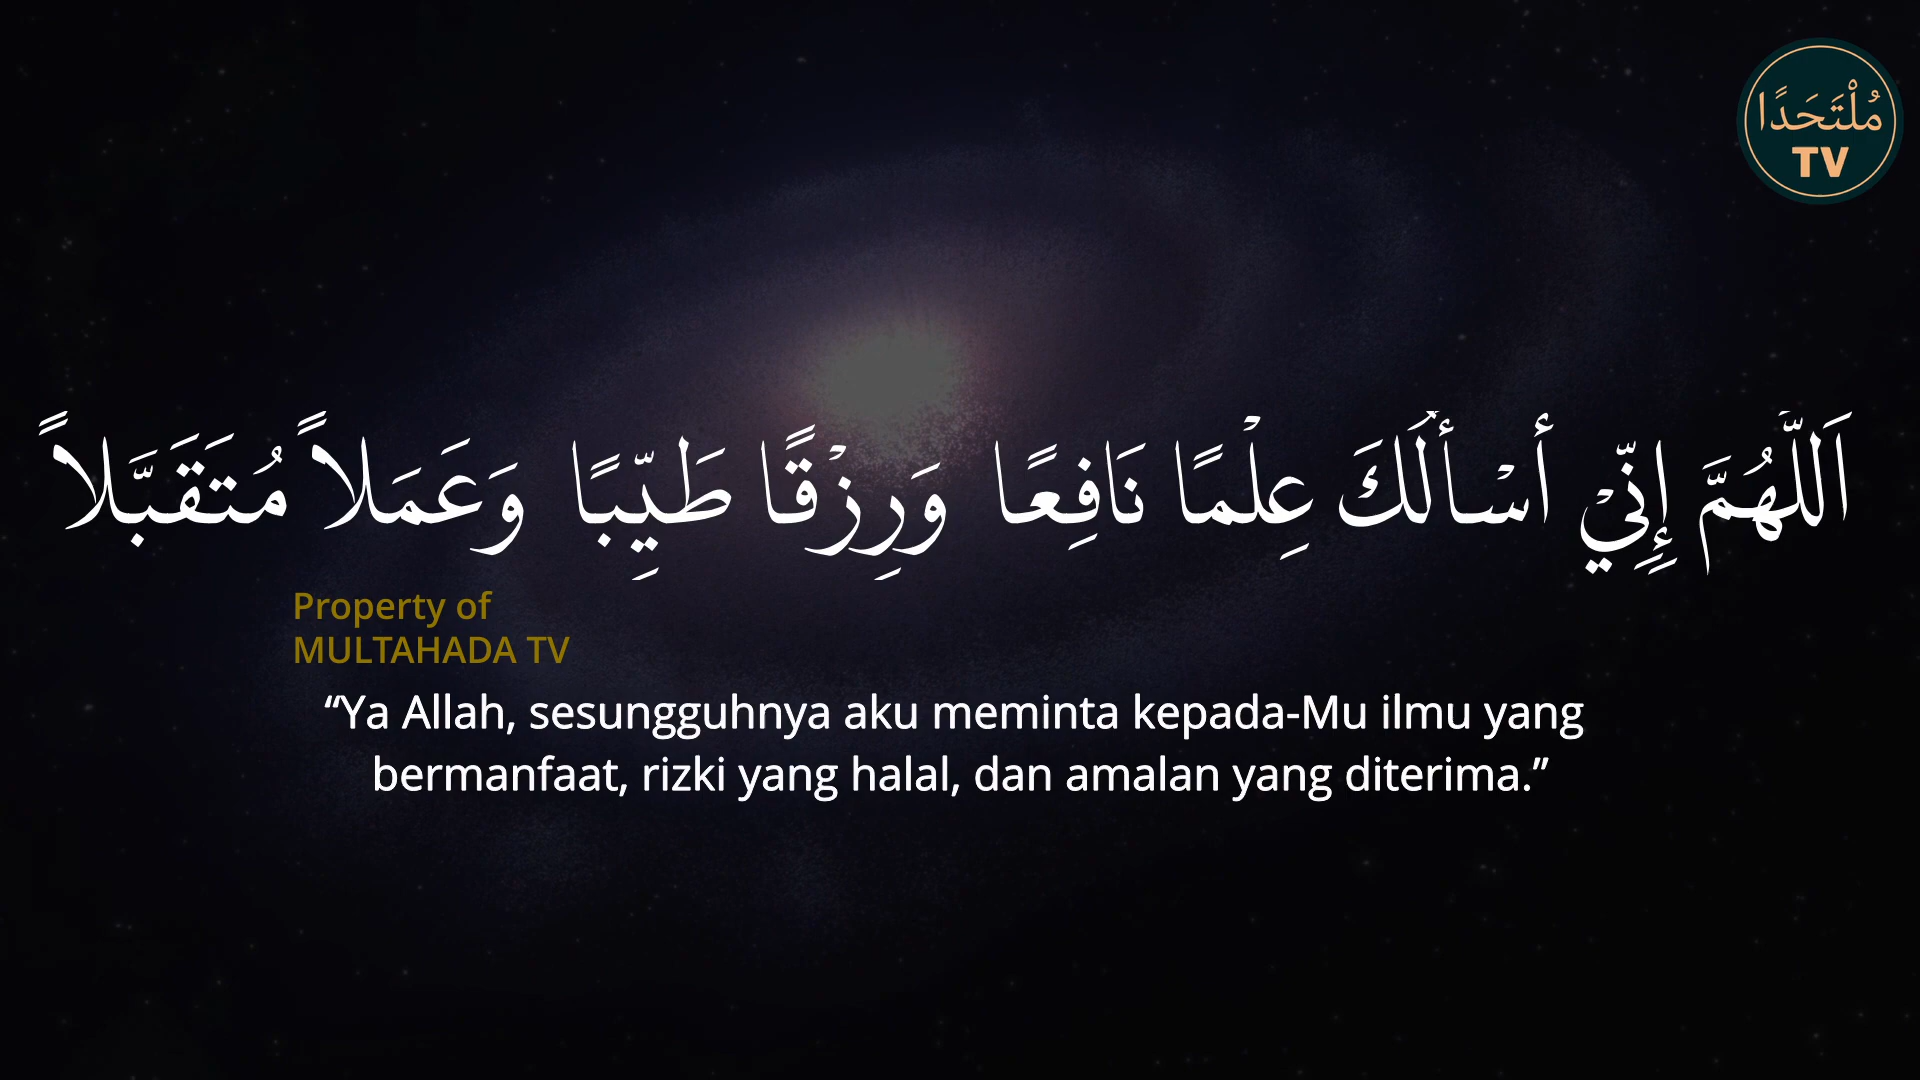 مُلْتَحَدًا
TV
اَللّٰهُمَّ إِنِّيْ أَسْأَلُكَ عِلْمًا نَافِعًا وَرِزْقًا طَيِّبًا وَعَمَلاً مُتَقَبَّلاً
Property of
MULTAHADA TV
“Ya Allah, sesungguhnya aku meminta kepada-Mu ilmu yang
bermanfaat, rizki yang halal, dan amalan yang diterima.”